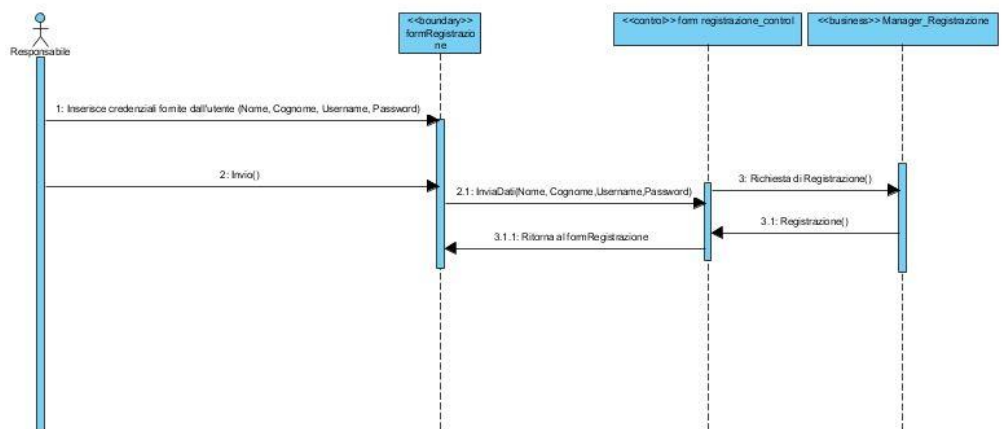 Responsabile
<<boundary>>
formRegistrazio
ne
<<control>> form registrazione_control
<<business>> Manager_Registrazione
1: Inserisce credenziali fornite dall'utente (Nome, Cognome, Username, Password)
2: Invio()
2.1: InviaDati(Nome, Cognome,Username,Password)
3: Richiesta di Registrazione()
3.1: Registrazione()
3.1.1: Ritorna al formRegistrazione